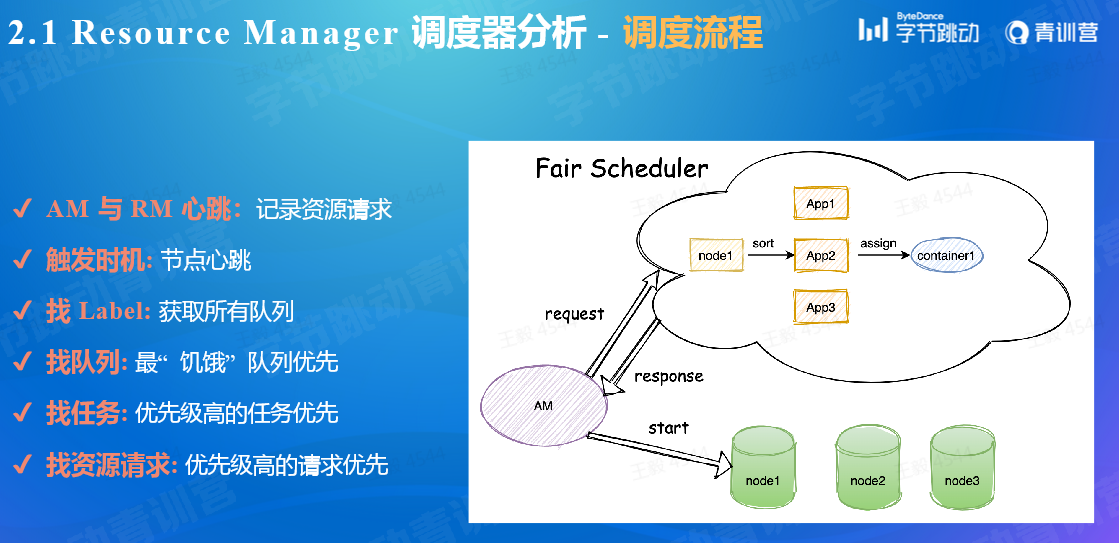 2.1 Resource Manager 调度器分析 - 调度流程
ByteDance
字节跳动
青训营
✓ AM 与 RM 心跳：记录资源请求
✓ 触发时机: 节点心跳
✓ 找 Label: 获取所有队列
✓ 找队列: 最“ 饥饿” 队列优先
✓ 找任务: 优先级高的任务优先
✓ 找资源请求: 优先级高的请求优先
Fair Scheduler
App1
node1
sort
App2
assign
container1
App3
request
response
AM
start
node1
node2
node3
字节跳动青训营
王毅 4544